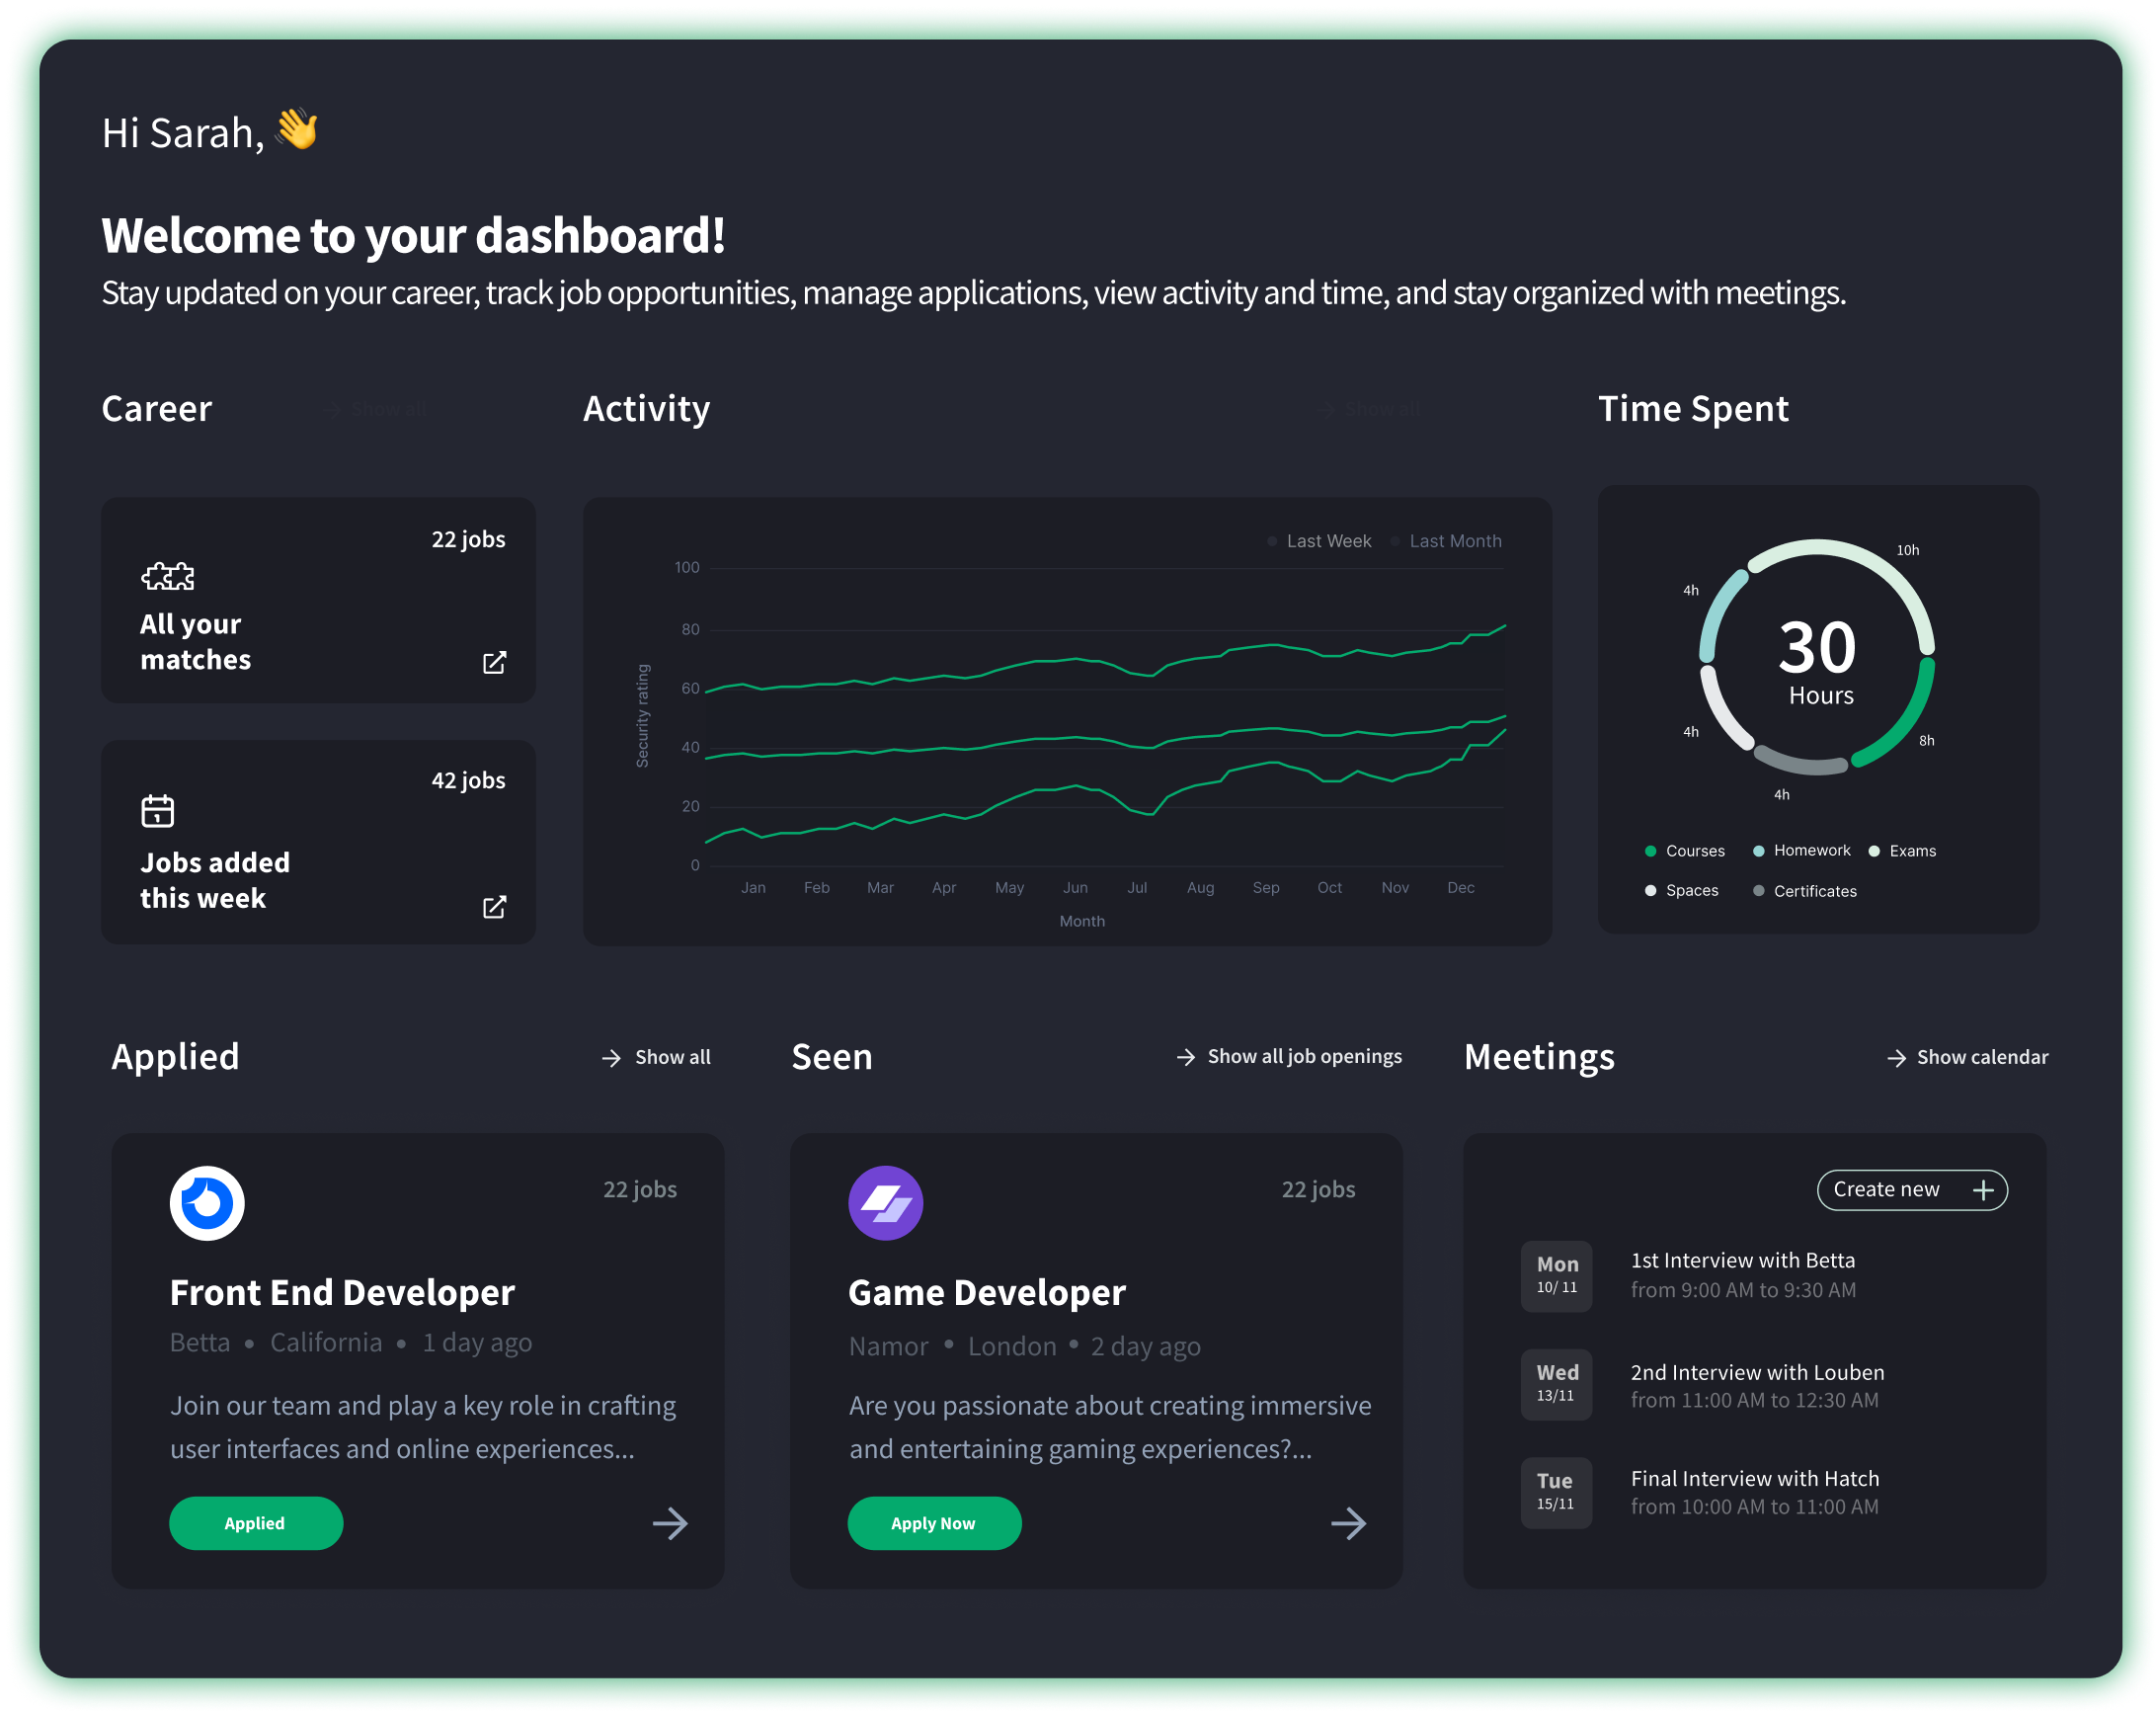 Hi Sarah, 👋
Welcome to your dashboard!
Stay updated on your career, track job opportunities, manage applications, view activity and time, and stay organized with meetings.
Career
Show all
Activity
Show all
Time Spent
22 jobs
All your
matches
42 jobs
Jobs added
this week
Last Week
Last Month
Security rating
100
80
60
40
20
0
Jan Feb Mar Apr May Jun Jul Aug Sep Oct Nov Dec
Month
10h
4h
30
Hours
4h
8h
4h
Courses Homework Exams
Spaces Certificates
Applied
Show all
Seen
Show all job openings
Meetings
Show calendar
22 jobs
Front End Developer
Betta • California • 1 day ago
Join our team and play a key role in crafting
user interfaces and online experiences...
Applied
22 jobs
Game Developer
Namor • London • 2 day ago
Are you passionate about creating immersive
and entertaining gaming experiences?...
Apply Now
Create new +
Mon
10/ 11
1st Interview with Betta
from 9:00 AM to 9:30 AM
Wed
13/11
2nd Interview with Louben
from 11:00 AM to 12:30 AM
Tue
15/11
Final Interview with Hatch
from 10:00 AM to 11:00 AM